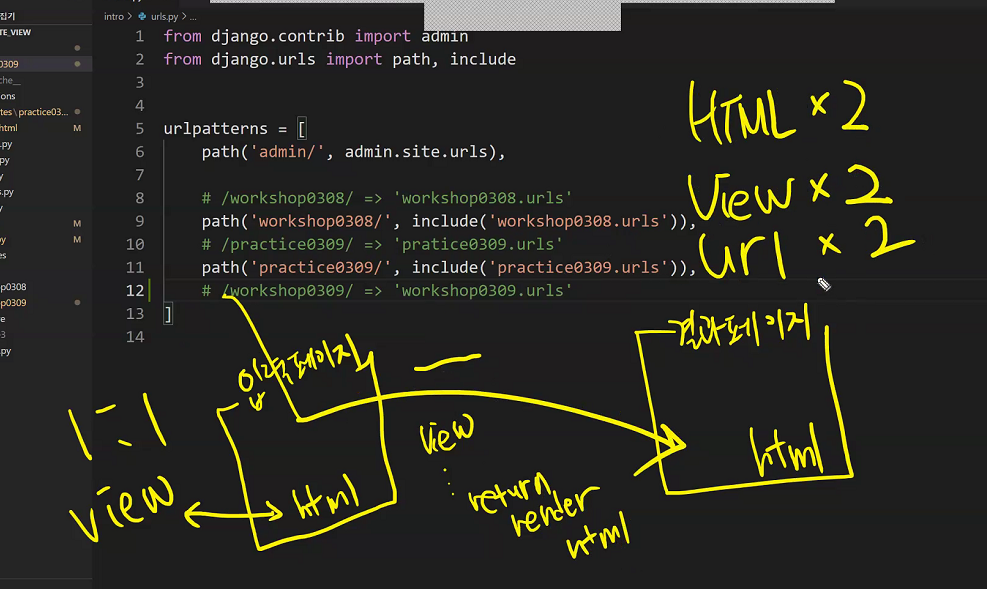 집기
TE_VIEW
0309
che__
ons
tes\practice03...
html M
.py
.py
s.py
y
M
y M
es
p0308
p0309
te
3
.py
intro > urls.py > ...
1 from django.contrib import admin
2 from django.urls import path, include
3
4
5 urlpatterns = [
6 path('admin/', admin.site.urls),
7
8 # /workshop0308/ => 'workshop0308.urls'
9 path('workshop0308/', include('workshop0308.urls')),
10 # /practice0309/ => 'pratice0309.urls'
11 path('practice0309/', include('practice0309.urls')),
12 # /workshop0309/ => 'workshop0309.urls'
13 ]
14
HTML × 2
View × 2
url × 2
입력페이지
결과페이지
1:1
view
html
view
return
render
html
html